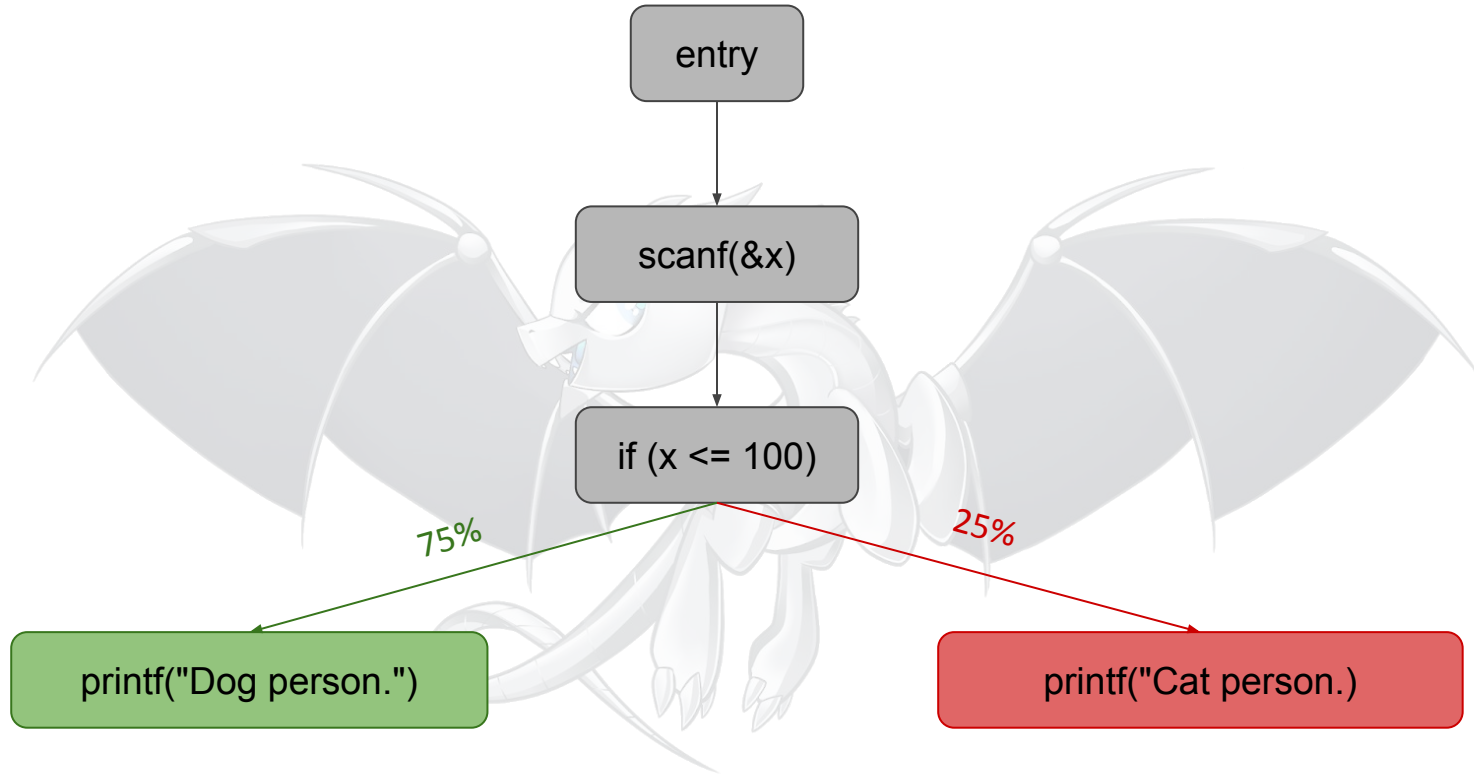 entry
scanf(&x)
if (x <= 100)
75%
25%
printf("Dog person.")
printf("Cat person.)